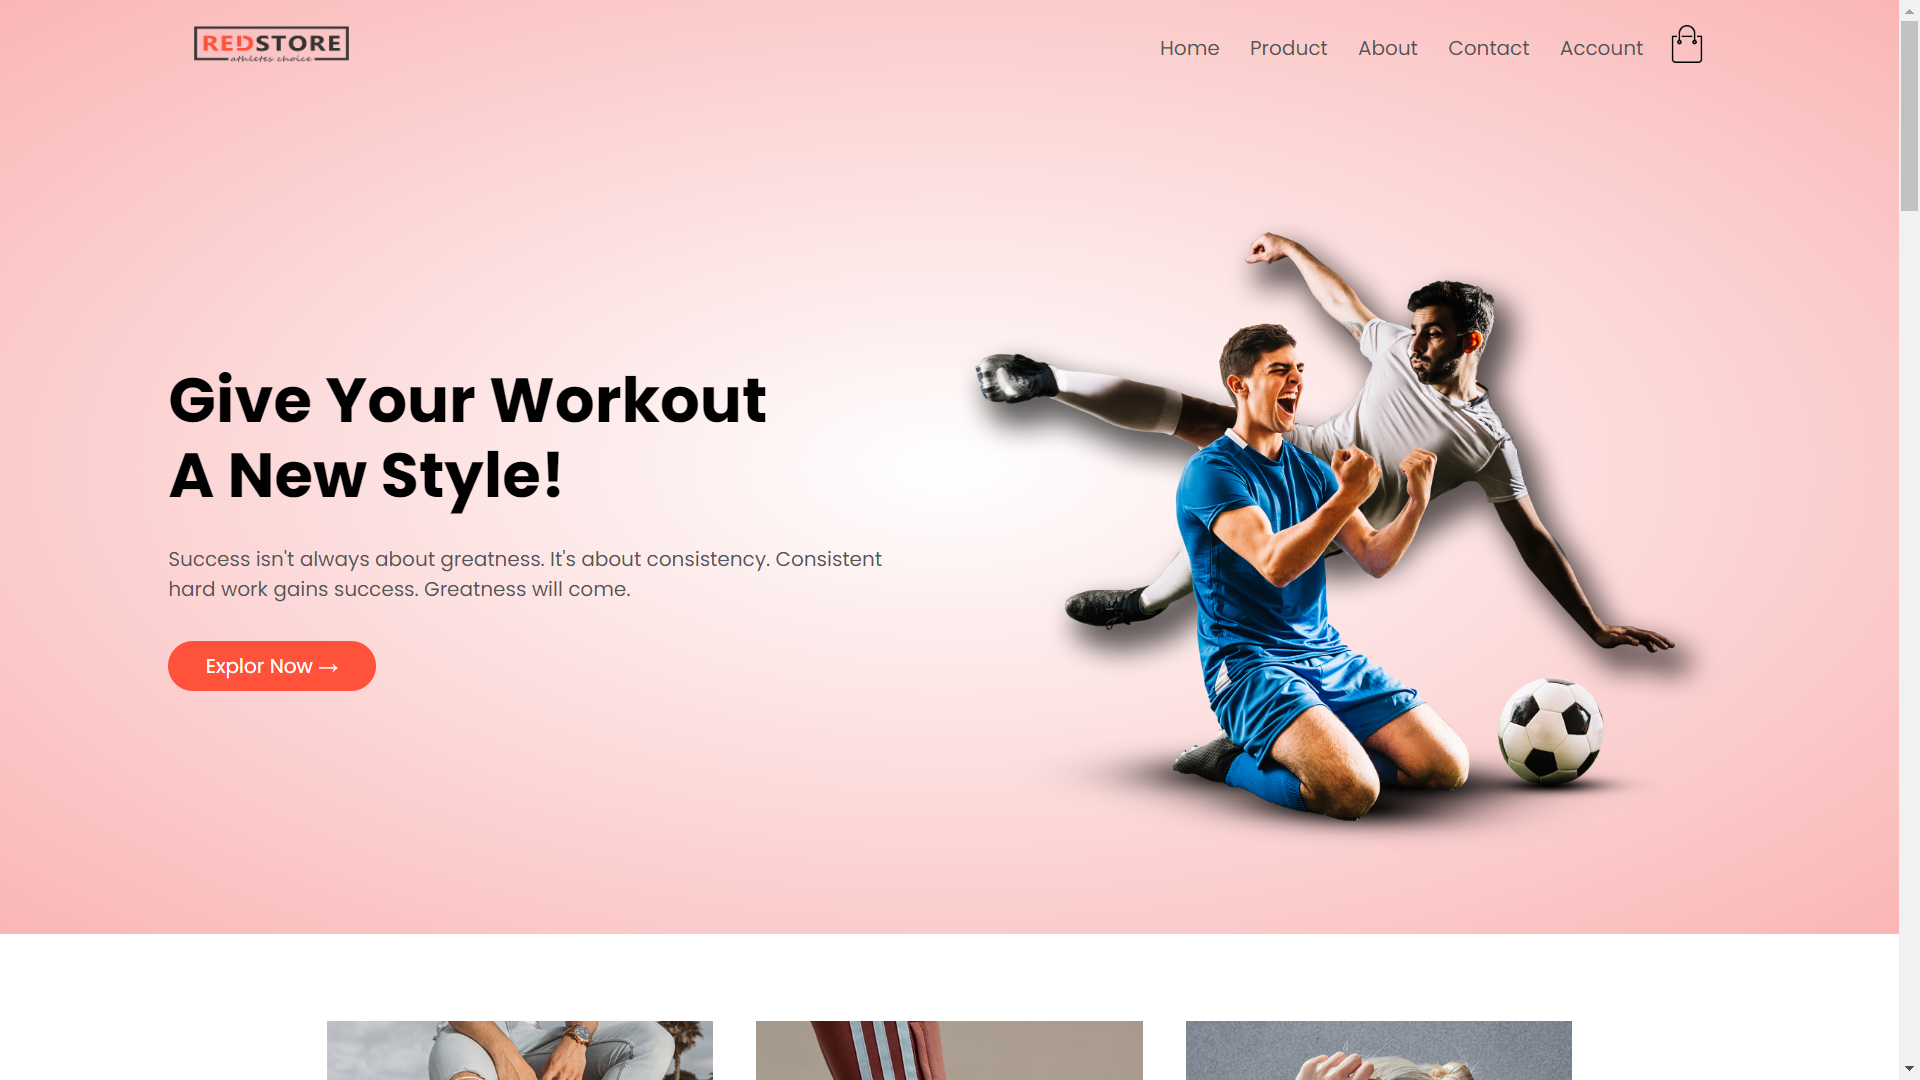 REDSTORE
athletes choice
Home Product About Contact Account
Give Your Workout
A New Style!
Success isn't always about greatness. It's about consistency. Consistent
hard work gains success. Greatness will come.
Explor Now →